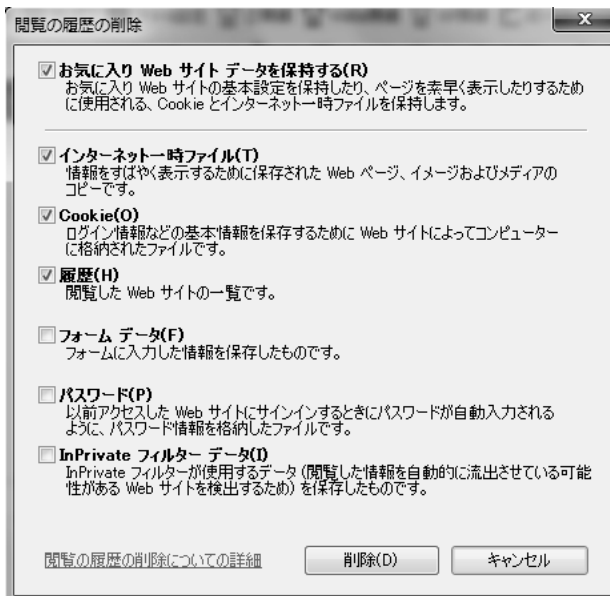 閲覧の履歴の削除
お気に入り Web サイト データを保持する(R)
お気に入り Web サイトの基本設定を保持したり、ページを素早く表示したりするため
に使用される、Cookie とインターネット一時ファイルを保持します。
インターネット一時ファイル(T)
情報をすばやく表示するために保存された Web ページ、イメージおよびメディアの
コピーです。
Cookie(O)
ログイン情報などの基本情報を保存するために Web サイトによってコンピューター
に格納されたファイルです。
履歴(H)
閲覧した Web サイトの一覧です。
フォーム データ(F)
フォームに入力した情報を保存したものです。
パスワード(P)
以前アクセスした Web サイトにサインインするときにパスワードが自動入力される
ように、パスワード情報を格納したファイルです。
InPrivate フィルター データ(I)
InPrivate フィルターが使用するデータ (閲覧した情報を自動的に流出させている可能
性がある Web サイトを検出するため) を保存したものです。
閲覧の履歴の削除についての詳細 削除(D) キャンセル